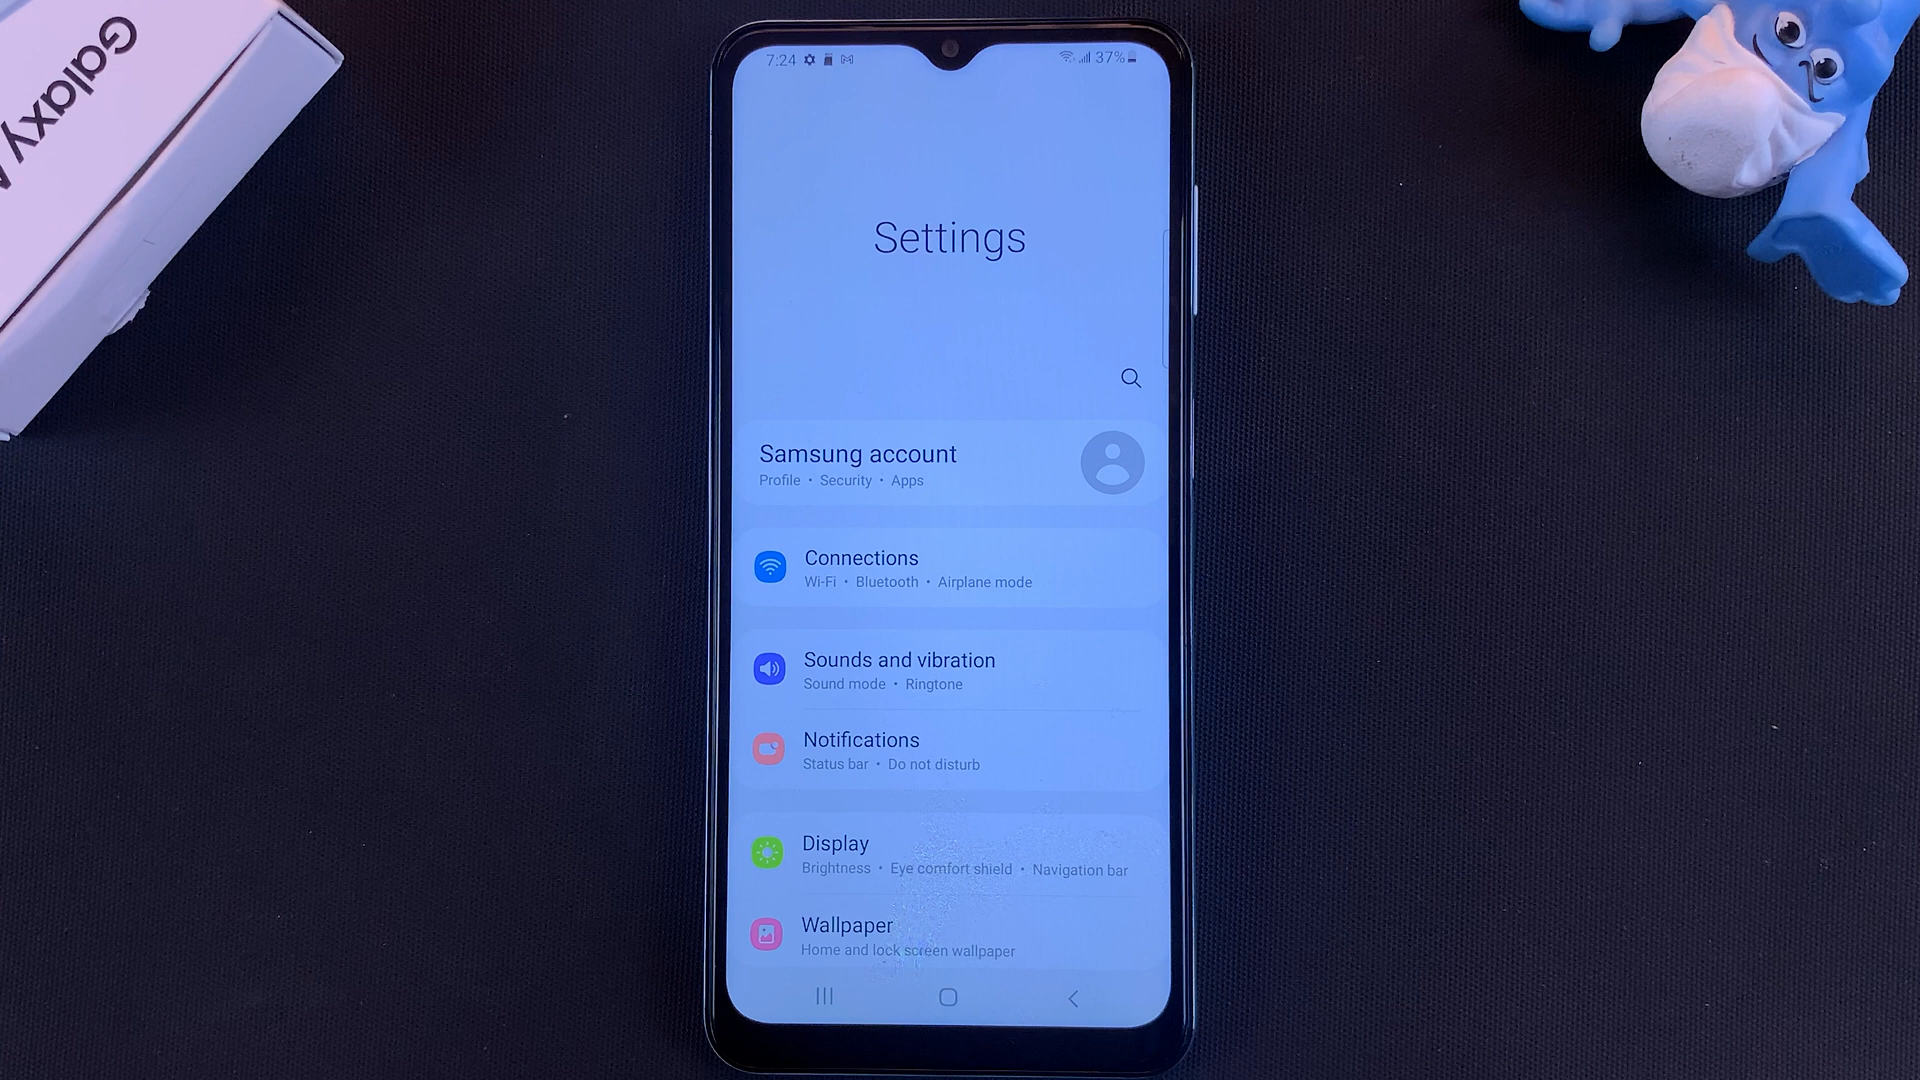 Galaxy
7:24 37%
Settings
Samsung account
Profile • Security • Apps
Connections
Wi-Fi • Bluetooth • Airplane mode
Sounds and vibration
Sound mode • Ringtone
Notifications
Status bar • Do not disturb
Display
Brightness • Eye comfort shield • Navigation bar
Wallpaper
Home and lock screen wallpaper